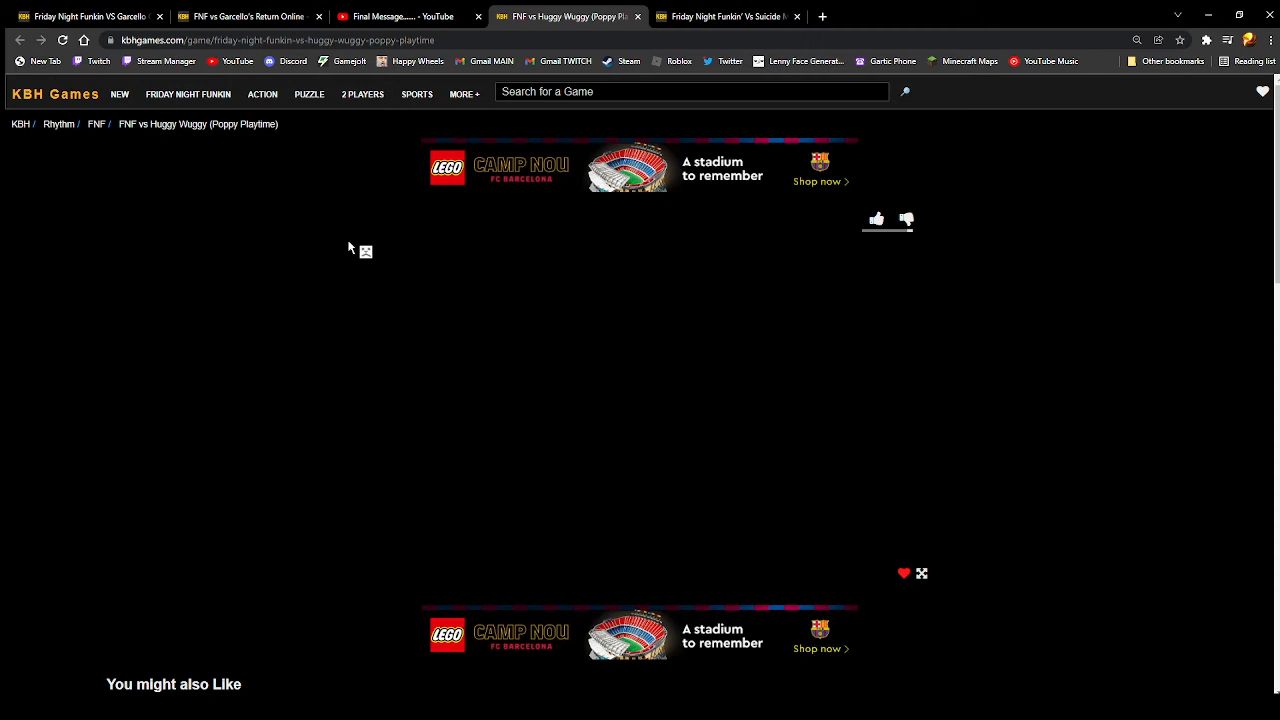 Friday Night Funkin VS Garcello
FNF vs Garcello's Return Online
Final Message...... - YouTube
FNF vs Huggy Wuggy (Poppy Pla
Friday Night Funkin' Vs Suicide
kbhgames.com/game/friday-night-funkin-vs-huggy-wuggy-poppy-playtime
New Tab Twitch Stream Manager YouTube Discord Gamejolt Happy Wheels Gmail MAIN Gmail TWITCH Steam Roblox Twitter Lenny Face Generat... Gartic Phone Minecraft Maps YouTube Music Other bookmarks Reading list
KBH Games NEW FRIDAY NIGHT FUNKIN ACTION PUZZLE 2 PLAYERS SPORTS MORE + Search for a Game
KBH / Rhythm / FNF / FNF vs Huggy Wuggy (Poppy Playtime)
LEGO CAMP NOU
FC BARCELONA
A stadium
to remember
Shop now >
LEGO CAMP NOU
FC BARCELONA
A stadium
to remember
Shop now >
You might also Like